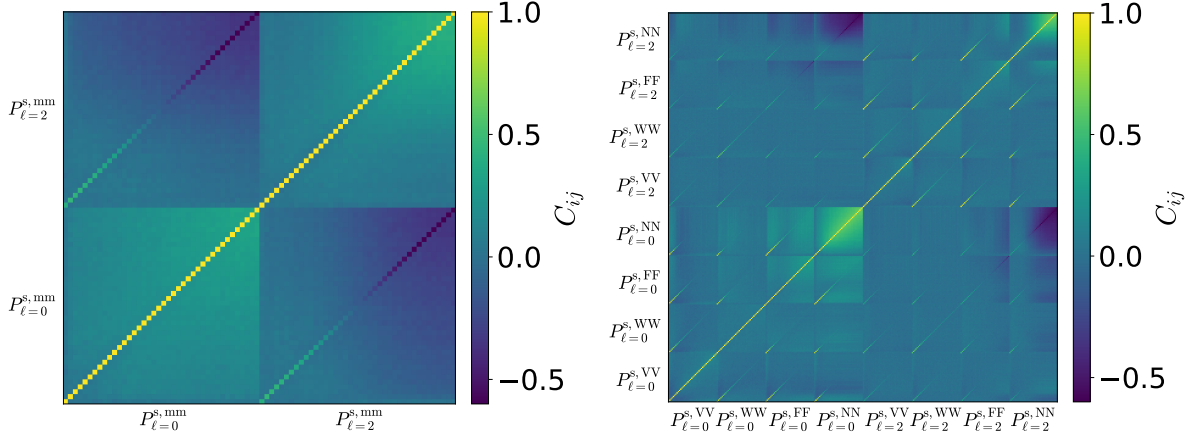 P^{s,mm}_{ℓ=2}
P^{s,mm}_{ℓ=0}
P^{s,mm}_{ℓ=0} P^{s,mm}_{ℓ=2}
1.0
0.5
0.0
−0.5
C_{ij}
P^{s,NN}_{ℓ=2}
P^{s,FF}_{ℓ=2}
P^{s,WW}_{ℓ=2}
P^{s,VV}_{ℓ=2}
P^{s,NN}_{ℓ=0}
P^{s,FF}_{ℓ=0}
P^{s,WW}_{ℓ=0}
P^{s,VV}_{ℓ=0}
P^{s,VV}_{ℓ=0} P^{s,WW}_{ℓ=0} P^{s,FF}_{ℓ=0} P^{s,NN}_{ℓ=0} P^{s,VV}_{ℓ=2} P^{s,WW}_{ℓ=2} P^{s,FF}_{ℓ=2} P^{s,NN}_{ℓ=2}
1.0
0.5
0.0
−0.5
C_{ij}